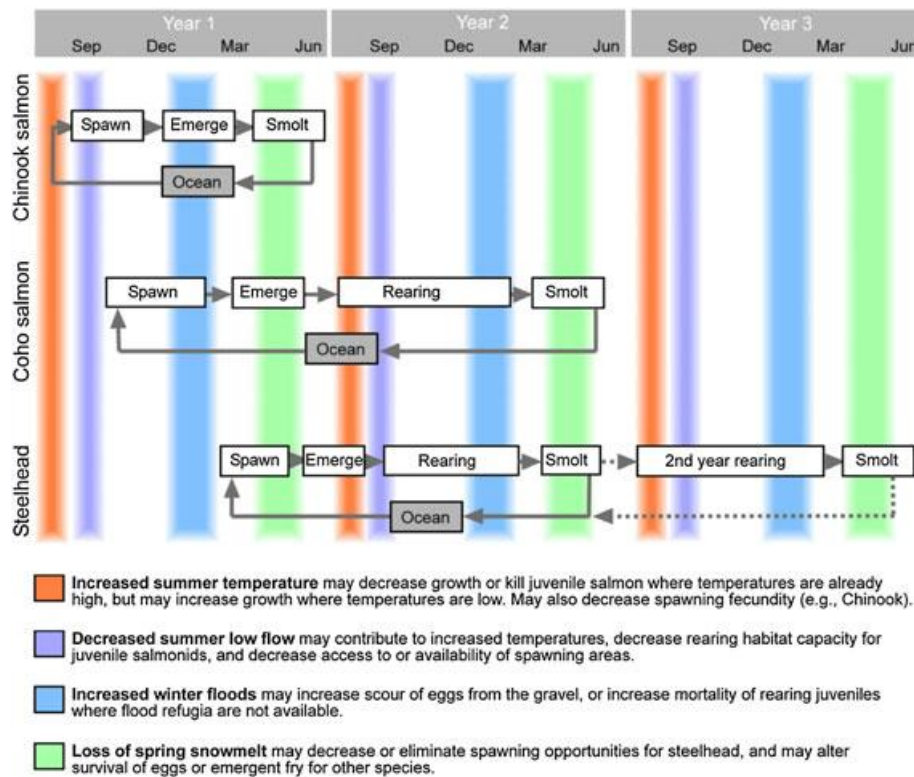 Year 1 Year 2 Year 3
Sep Dec Mar Jun Sep Dec Mar Jun Sep Dec Mar Jun
Chinook salmon
Spawn Emerge Smolt
Ocean
Coho salmon
Spawn Emerge Rearing Smolt
Ocean
Steelhead
Spawn Emerge Rearing Smolt 2nd year rearing Smolt
Ocean
Increased summer temperature may decrease growth or kill juvenile salmon where temperatures are already
high, but may increase growth where temperatures are low. May also decrease spawning fecundity (e.g., Chinook).
Decreased summer low flow may contribute to increased temperatures, decrease rearing habitat capacity for
juvenile salmonids, and decrease access to or availability of spawning areas.
Increased winter floods may increase scour of eggs from the gravel, or increase mortality of rearing juveniles
where flood refugia are not available.
Loss of spring snowmelt may decrease or eliminate spawning opportunities for steelhead, and may alter
survival of eggs or emergent fry for other species.